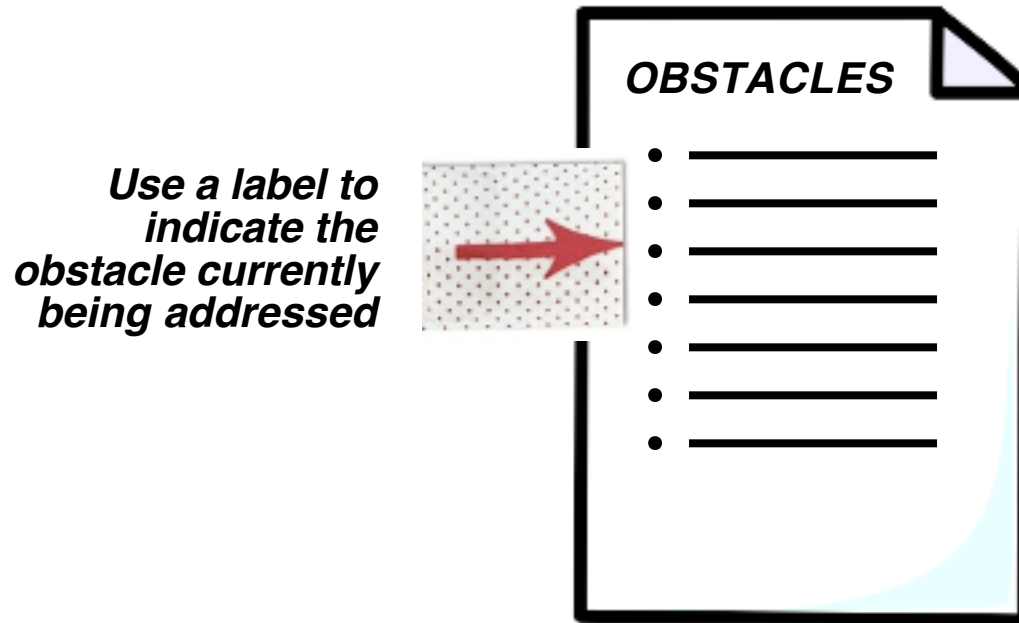 Use a label to
indicate the
obstacle currently
being addressed
OBSTACLES